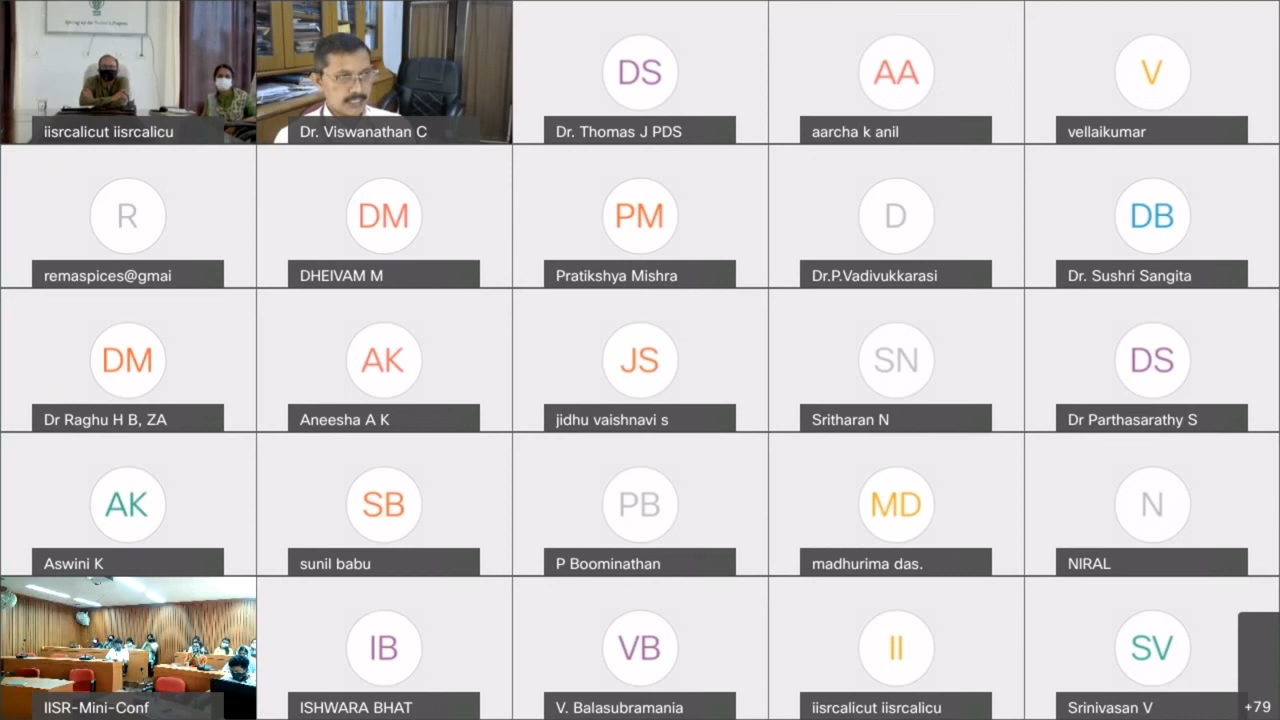 iisrcalicut iisrcalicu
Dr. Viswanathan C
DS
Dr. Thomas J PDS
AA
aarcha k anil
V
vellaikumar
R
remaspices@gmai
DM
DHEIVAM M
PM
Pratikshya Mishra
D
Dr.P.Vadivukkarasi
DB
Dr. Sushri Sangita
DM
Dr Raghu H B, ZA
AK
Aneesha A K
JS
jidhu vaishnavi s
SN
Sritharan N
DS
Dr Parthasarathy S
AK
Aswini K
SB
sunil babu
PB
P Boominathan
MD
madhurima das.
N
NIRAL
IISR-Mini-Conf
IB
ISHWARA BHAT
VB
V. Balasubramania
II
iisrcalicut iisrcalicu
SV
Srinivasan V
+79